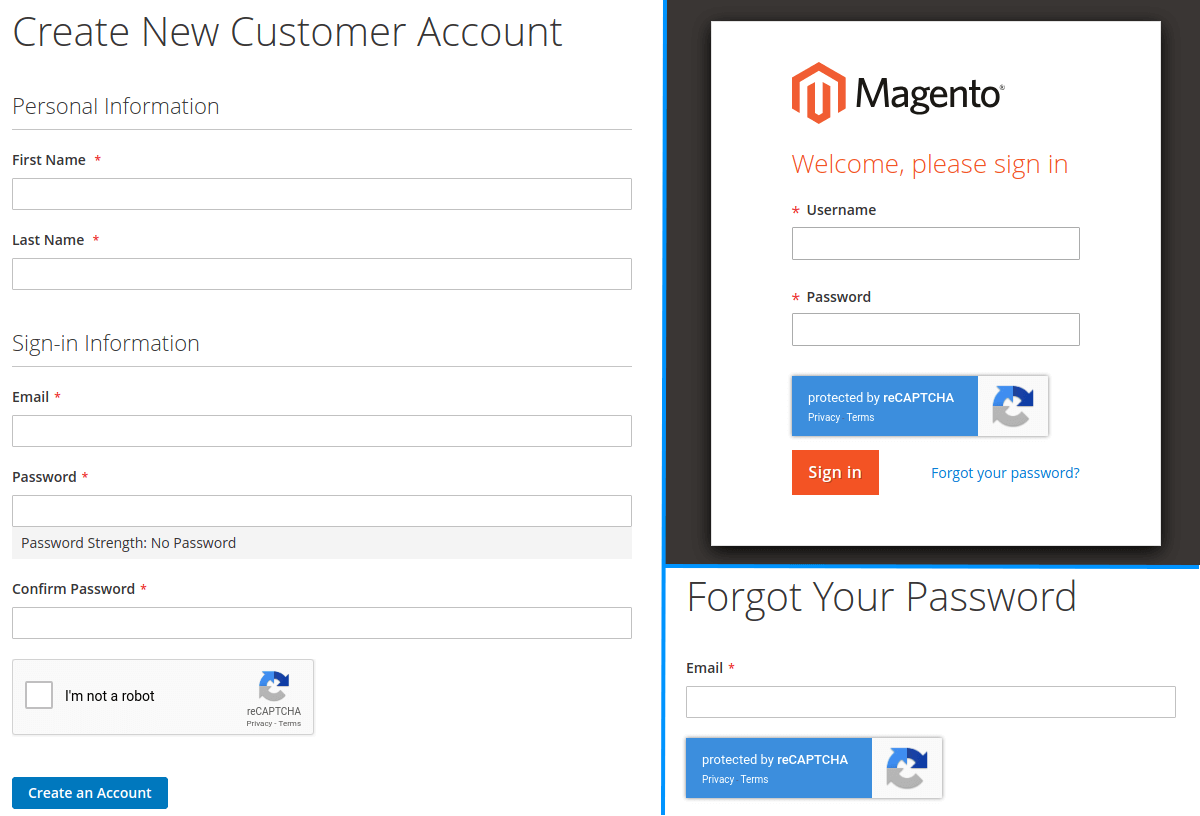 Create New Customer Account
Personal Information
First Name *
Last Name *
Sign-in Information
Email *
Password *
Password Strength: No Password
Confirm Password *
I'm not a robot
reCAPTCHA
Privacy - Terms
Create an Account
Magento®
Welcome, please sign in
* Username
* Password
protected by reCAPTCHA
Privacy Terms
Sign in Forgot your password?
Forgot Your Password
Email *
protected by reCAPTCHA
Privacy Terms